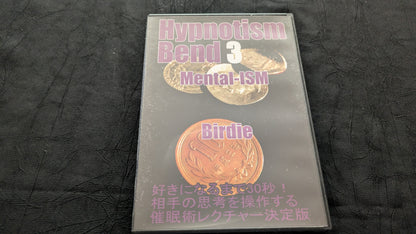 Hypnotism
Bend 3
Mental-ISM
Birdie
好きになるまで30秒！
相手の思考を操作する
催眠術レクチャー決定版